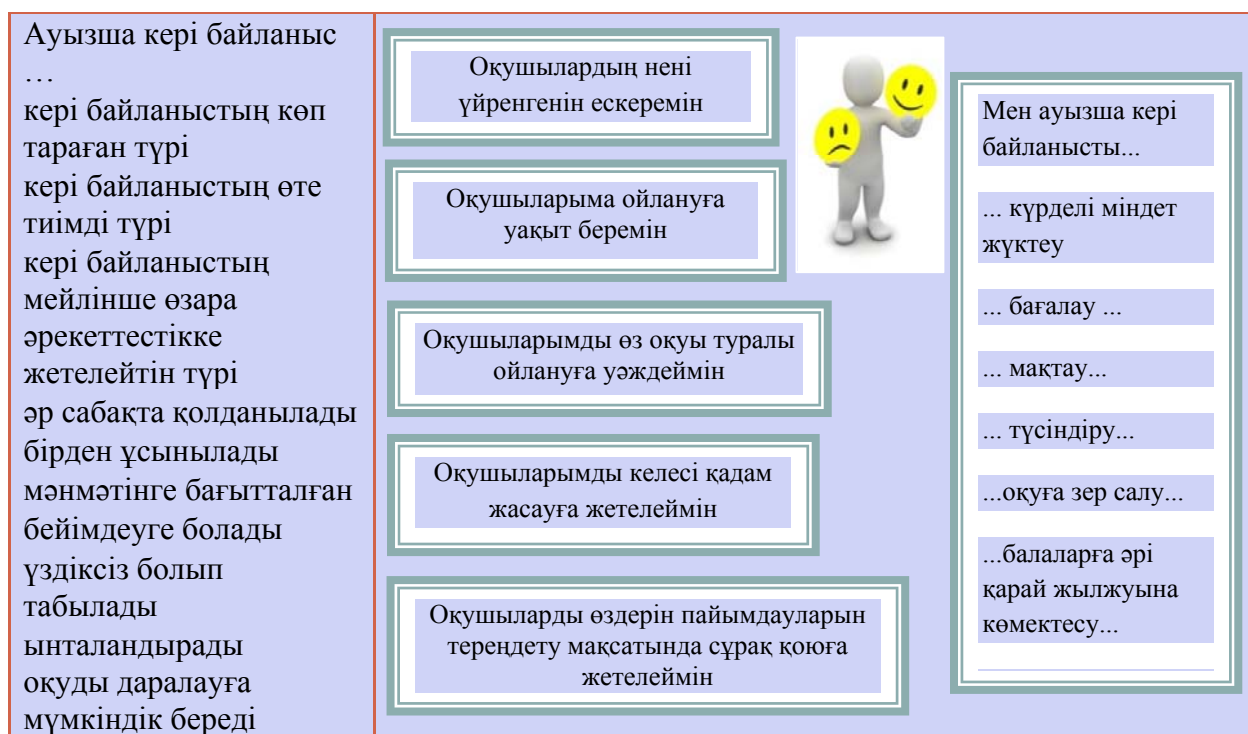 Ауызша кері байланыс
…
кері байланыстың көп
тараған түрі
кері байланыстың өте
тиімді түрі
кері байланыстың
мейлінше өзара
әрекеттестікке
жетелейтін түрі
әр сабақта қолданылады
бірден ұсынылады
мәнмәтінге бағытталған
бейімдеуге болады
үздіксіз болып
табылады
ынталандырады
оқуды даралауға
мүмкіндік береді
Оқушылардың нені
үйренгенін ескеремін
Оқушыларыма ойлануға
уақыт беремін
Оқушыларымды өз оқуы туралы
ойлануға уәждеймін
Оқушыларымды келесі қадам
жасауға жетелеймін
Оқушыларды өздерін пайымдауларын
тереңдету мақсатында сұрақ қоюға
жетелеймін
Мен ауызша кері
байланысты...
... күрделі міндет
жүктеу
... бағалау ...
... мақтау...
... түсіндіру...
...оқуға зер салу...
...балаларға әрі
қарай жылжуына
көмектесу...